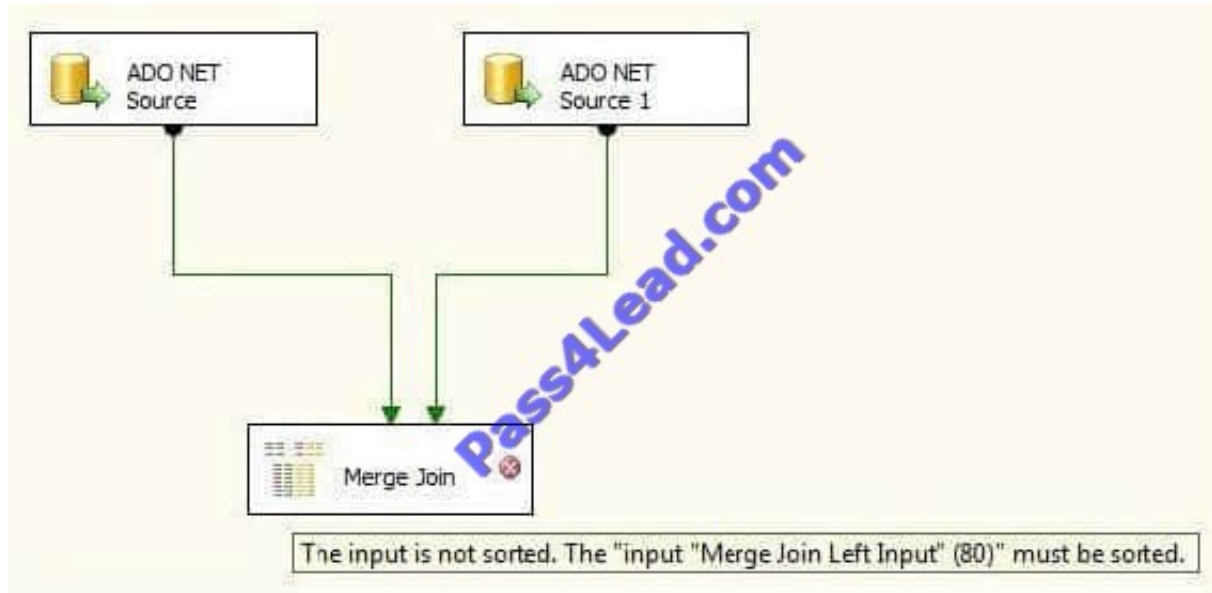 ADO NET
Source
ADO NET
Source 1
Pass4Lead.com
Merge Join
The input is not sorted. The "input "Merge Join Left Input" (80)" must be sorted.